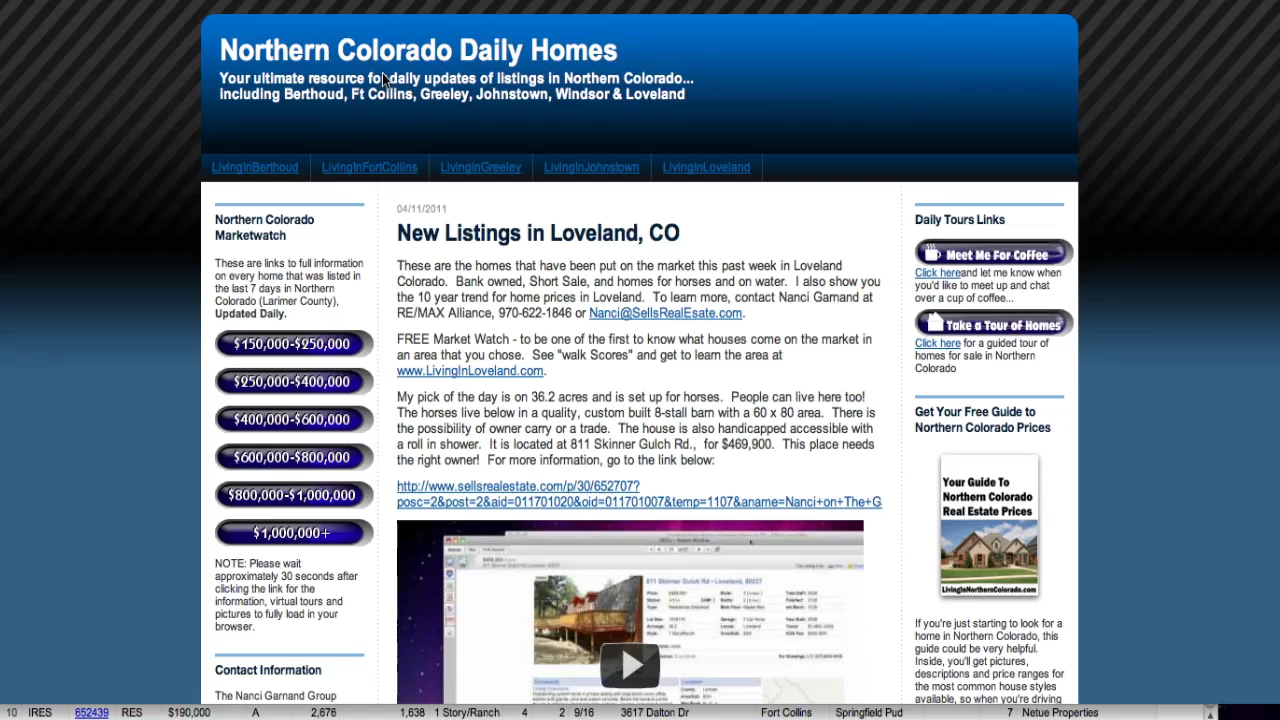 Northern Colorado Daily Homes
Your ultimate resource for daily updates of listings in Northern Colorado...
including Berthoud, Ft Collins, Greeley, Johnstown, Windsor & Loveland
LivingInBerthoud LivingInFortCollins LivingInGreeley LivingInJohnstown LivingInLoveland
Northern Colorado
Marketwatch
These are links to full information
on every home that was listed in
the last 7 days in Northern
Colorado (Larimer County),
Updated Daily.
$150,000-$250,000
$250,000-$400,000
$400,000-$600,000
$600,000-$800,000
$800,000-$1,000,000
$1,000,000+
NOTE: Please wait
approximately 30 seconds after
clicking the link for the
information, virtual tours and
pictures to fully load in your
browser.
Contact Information
The Nanci Garnand Group
04/11/2011
New Listings in Loveland, CO
These are the homes that have been put on the market this past week in Loveland
Colorado. Bank owned, Short Sale, and homes for horses and on water. I also show you
the 10 year trend for home prices in Loveland. To learn more, contact Nanci Garnand at
RE/MAX Alliance, 970-622-1846 or Nanci@SellsRealEsate.com.
FREE Market Watch - to be one of the first to know what houses come on the market in
an area that you chose. See "walk Scores" and get to learn the area at
www.LivingInLoveland.com.
My pick of the day is on 36.2 acres and is set up for horses. People can live here too!
The horses live below in a quality, custom built 8-stall barn with a 60 x 80 area. There is
the possibility of owner carry or a trade. The house is also handicapped accessible with
a roll in shower. It is located at 811 Skinner Gulch Rd., for $469,900. This place needs
the right owner! For more information, go to the link below:
http://www.sellsrealestate.com/p/30/652707?
posc=2&post=2&aid=011701020&oid=011701007&temp=1107&aname=Nanci+on+The+G
811 Skinner Gulch Rd - Loveland, 80537
Daily Tours Links
Meet Me For Coffee
Click hereand let me know when
you'd like to meet up and chat
over a cup of coffee...
Take a Tour of Homes
Click here for a guided tour of
homes for sale in Northern
Colorado
Get Your Free Guide to
Northern Colorado Prices
Your Guide To
Northern Colorado
Real Estate Prices
LivingInNorthernColorado.com
If you're just starting to look for a
home in Northern Colorado, this
guide could be very helpful.
Inside, you'll get pictures,
descriptions and price ranges for
the most common house styles
available, so when you're driving
10 IRES 652439 RES $190,000 A 2,676 1,638 1 Story/Ranch 4 2 9/16 3617 Dalton Dr Fort Collins Springfield Pud 7 Netue Properties